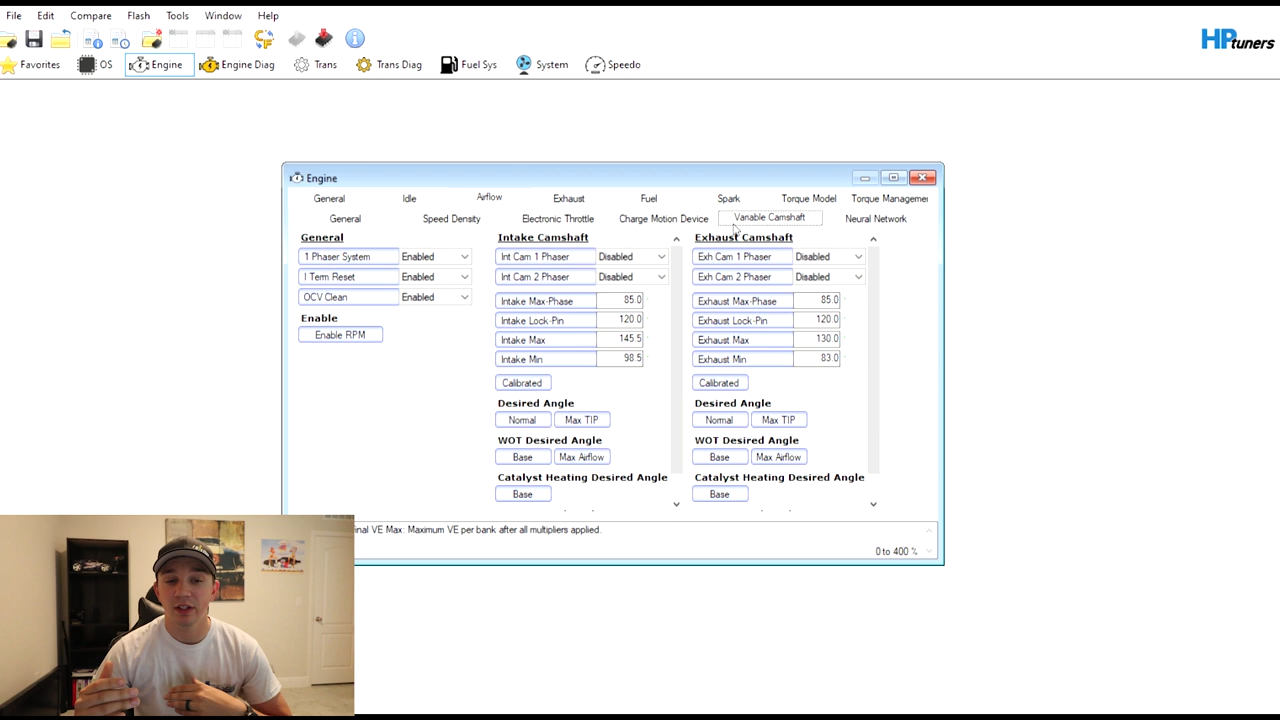 File Edit Compare Flash Tools Window Help
HP tuners
Favorites OS Engine Engine Diag Trans Trans Diag Fuel Sys System Speedo
Engine
General Idle Airflow Exhaust Fuel Spark Torque Model Torque Managemer
General Speed Density Electronic Throttle Charge Motion Device Variable Camshaft Neural Network
General Intake Camshaft Exhaust Camshaft
1 Phaser System Enabled Int Cam 1 Phaser Disabled Exh Cam 1 Phaser Disabled
I Term Reset Enabled Int Cam 2 Phaser Disabled Exh Cam 2 Phaser Disabled
OCV Clean Enabled Intake Max-Phase 85.0 Exhaust Max-Phase 85.0
Enable Intake Lock-Pin 120.0 Exhaust Lock-Pin 120.0
Enable RPM Intake Max 145.5 Exhaust Max 130.0
Intake Min 98.5 Exhaust Min 83.0
Calibrated Calibrated
Desired Angle Desired Angle
Normal Max TIP Normal Max TIP
WOT Desired Angle WOT Desired Angle
Base Max Airflow Base Max Airflow
Catalyst Heating Desired Angle Catalyst Heating Desired Angle
Base Base
inal VE Max: Maximum VE per bank after all multipliers applied.
0 to 400 %